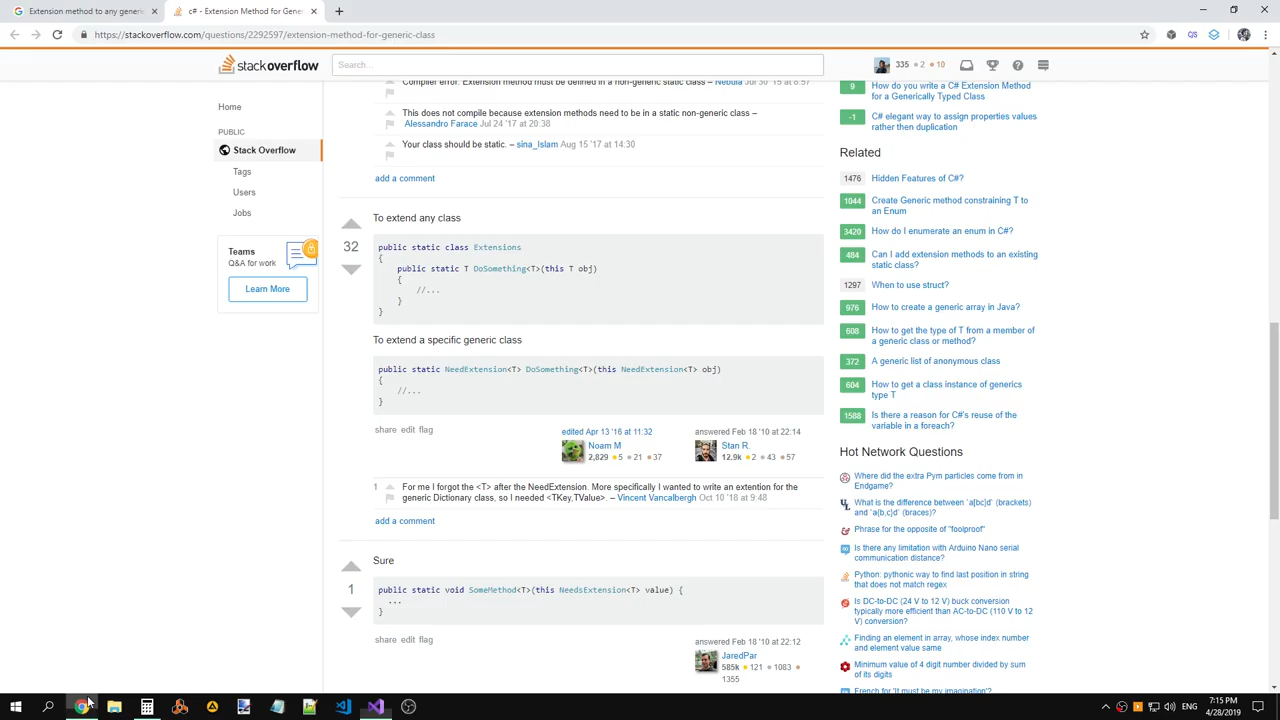 Extension method to any generic
c# - Extension Method for Gener
https://stackoverflow.com/questions/2292597/extension-method-for-generic-class
stackoverflow
Search...
335 2 10
Home
PUBLIC
Stack Overflow
Tags
Users
Jobs
Teams
Q&A for work
Learn More
Compiler error: Extension method must be defined in a non-generic static class – Nebula Jul 30 '15 at 8:57
This does not compile because extension methods need to be in a static non-generic class –
Alessandro Farace Jul 24 '17 at 20:38
Your class should be static. – sina_Islam Aug 15 '17 at 14:30
add a comment
32
To extend any class
public static class Extensions
{
public static T DoSomething<T>(this T obj)
{
//...
}
}
To extend a specific generic class
public static NeedExtension<T> DoSomething<T>(this NeedExtension<T> obj)
{
//...
}
share edit flag
edited Apr 13 '16 at 11:32
Noam M
2,829 5 21 37
answered Feb 18 '10 at 22:14
Stan R.
12.9k 2 43 57
1 For me I forgot the <T> after the NeedExtension. More specifically I wanted to write an extention for the
generic Dictionary class, so I needed <TKey,TValue>. – Vincent Vancalbergh Oct 10 '18 at 9:48
add a comment
1
Sure
public static void SomeMethod<T>(this NeedsExtension<T> value) {
...
}
share edit flag
answered Feb 18 '10 at 22:12
JaredPar
585k 121 1083
1355
9 How do you write a C# Extension Method
for a Generically Typed Class
-1 C# elegant way to assign properties values
rather then duplication
Related
1476 Hidden Features of C#?
1044 Create Generic method constraining T to
an Enum
3420 How do I enumerate an enum in C#?
484 Can I add extension methods to an existing
static class?
1297 When to use struct?
976 How to create a generic array in Java?
608 How to get the type of T from a member of
a generic class or method?
372 A generic list of anonymous class
604 How to get a class instance of generics
type T
1588 Is there a reason for C#'s reuse of the
variable in a foreach?
Hot Network Questions
Where did the extra Pym particles come from in
Endgame?
What is the difference between `a[bc]d` (brackets)
and `a{b,c}d` (braces)?
Phrase for the opposite of "foolproof"
Is there any limitation with Arduino Nano serial
communication distance?
Python: pythonic way to find last position in string
that does not match regex
Is DC-to-DC (24 V to 12 V) buck conversion
typically more efficient than AC-to-DC (110 V to 12
V) conversion?
Finding an element in array, whose index number
and element value same
Minimum value of 4 digit number divided by sum
of its digits
French for 'It must be my imagination'?
ENG
7:15 PM
4/28/2019